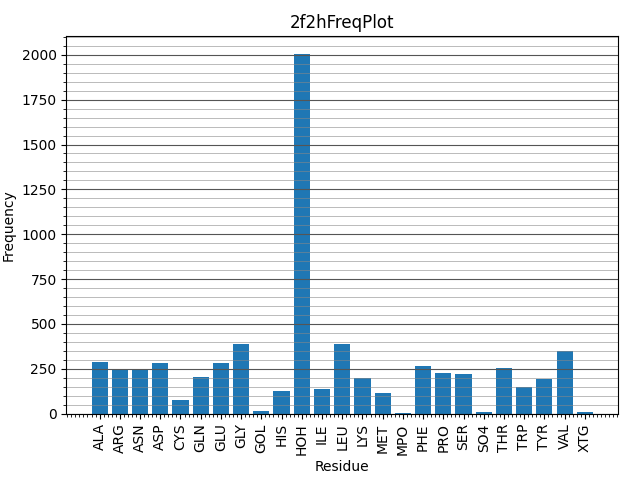 2f2hFreqPlot
2000
1750
1500
1250
1000
750
500
250
0
Frequency
ALA
ARG
ASN
ASP
CYS
GLN
GLU
GLY
GOL
HIS
HOH
ILE
LEU
LYS
MET
MPO
PHE
PRO
SER
SO4
THR
TRP
TYR
VAL
XTG
Residue